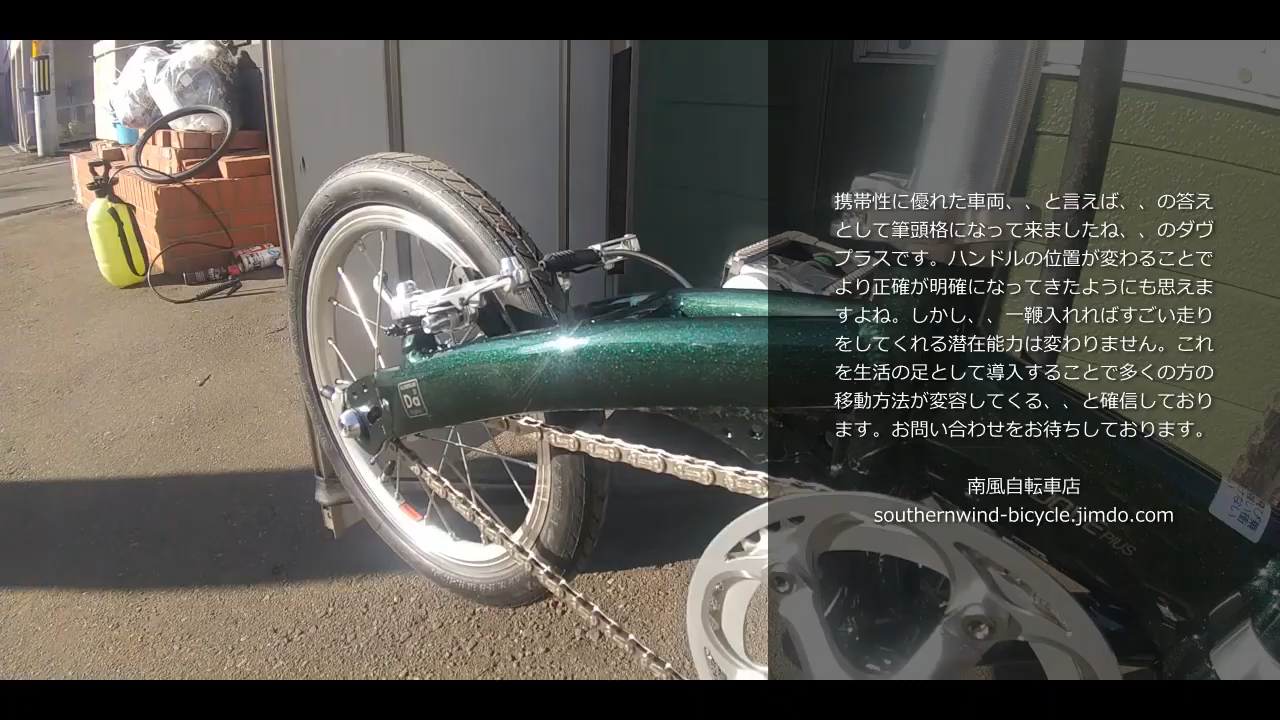 携帯性に優れた車両、、と言えば、、の答え
として筆頭格になって来ましたね、、のダヴ
プラスです。ハンドルの位置が変わることで
より正確が明確になってきたようにも思えま
すよね。しかし、、一鞭入れればすごい走り
をしてくれる潜在能力は変わりません。これ
を生活の足として導入することで多くの方の
移動方法が変容してくる、、と確信しており
ます。お問い合わせをお待ちしております。
南風自転車店
southernwind-bicycle.jimdo.com
Da
PLUS